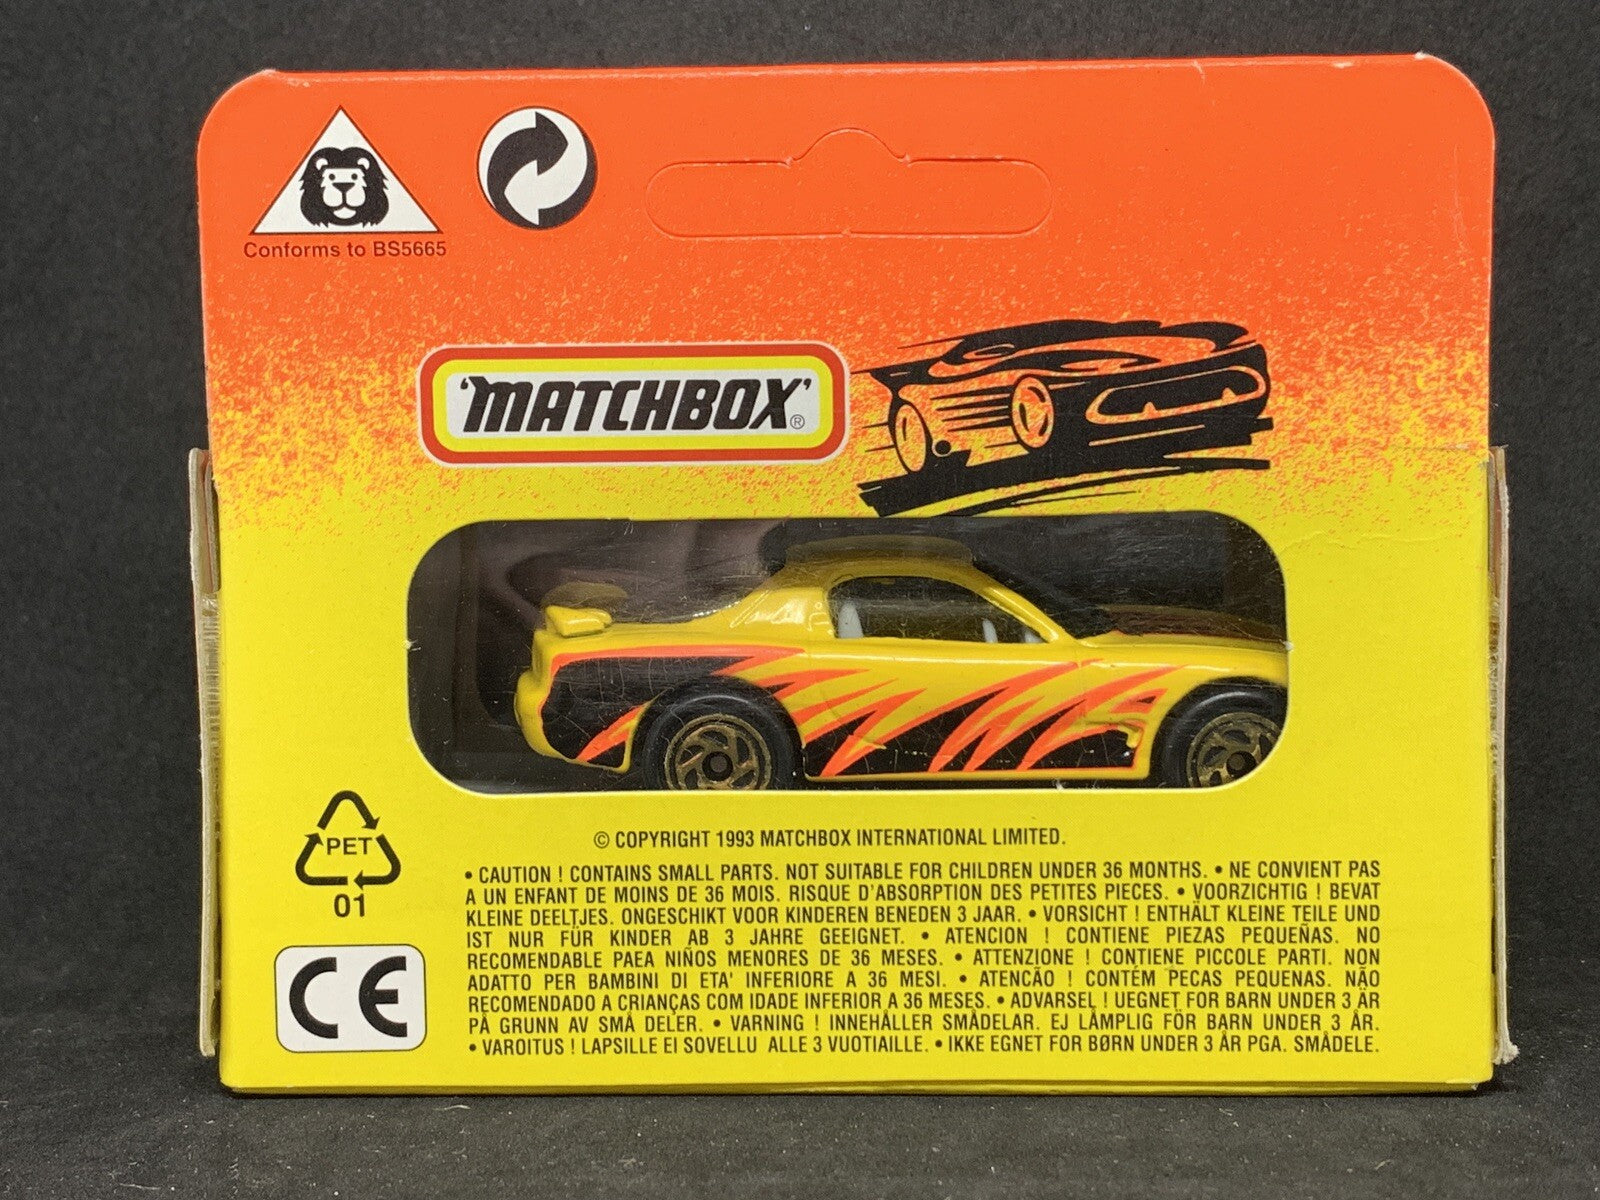 Conforms to BS5665
'MATCHBOX'®
PET
01
CE
© COPYRIGHT 1993 MATCHBOX INTERNATIONAL LIMITED.
• CAUTION ! CONTAINS SMALL PARTS. NOT SUITABLE FOR CHILDREN UNDER 36 MONTHS. • NE CONVIENT PAS
A UN ENFANT DE MOINS DE 36 MOIS. RISQUE D'ABSORPTION DES PETITES PIECES. • VOORZICHTIG ! BEVAT
KLEINE DEELTJES. ONGESCHIKT VOOR KINDEREN BENEDEN 3 JAAR. • VORSICHT ! ENTHÄLT KLEINE TEILE UND
IST NUR FÜR KINDER AB 3 JAHRE GEEIGNET. • ATENCION ! CONTIENE PIEZAS PEQUEÑAS. NO
RECOMENDABLE PAEA NIÑOS MENORES DE 36 MESES. • ATTENZIONE ! CONTIENE PICCOLE PARTI. NON
ADATTO PER BAMBINI DI ETA' INFERIORE A 36 MESI. • ATENCÃO ! CONTÉM PECAS PEQUENAS. NÃO
RECOMENDADO A CRIANÇAS COM IDADE INFERIOR A 36 MESES. • ADVARSEL ! UEGNET FOR BARN UNDER 3 ÅR
PÅ GRUNN AV SMÅ DELER. • VARNING ! INNEHÅLLER SMÅDELAR. EJ LÄMPLIG FÖR BARN UNDER 3 ÅR.
• VAROITUS ! LAPSILLE EI SOVELLU ALLE 3 VUOTIAILLE. • IKKE EGNET FOR BØRN UNDER 3 ÅR PGA. SMÅDELE.